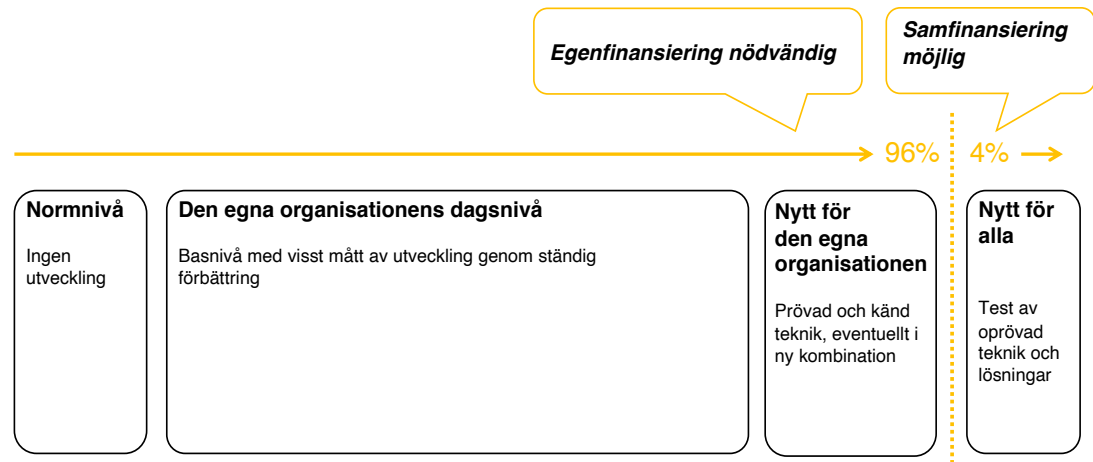 Egenfinansiering nödvändig
Samfinansiering
möjlig
96%
4%
Normnivå
Ingen
utveckling
Den egna organisationens dagsnivå
Basnivå med visst mått av utveckling genom ständig
förbättring
Nytt för
den egna
organisationen
Prövad och känd
teknik, eventuellt i
ny kombination
Nytt för
alla
Test av
oprövad
teknik och
lösningar